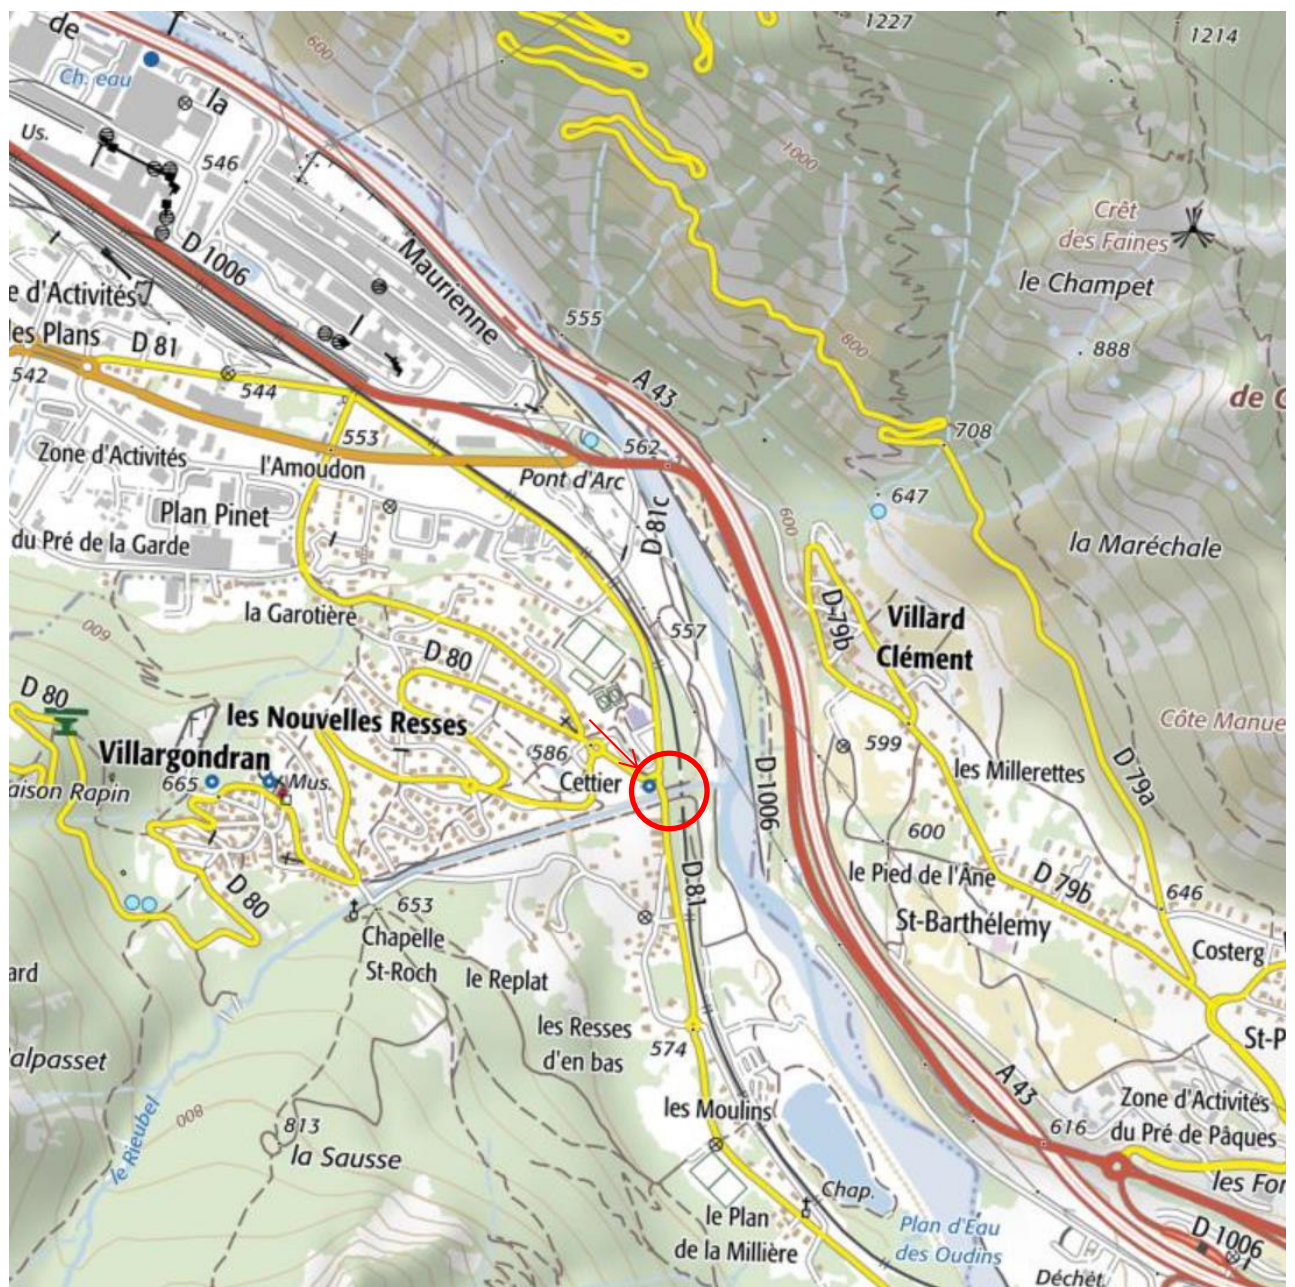 de
1227
1214
600
Ch. eau
la
Us.
546
1000
Crêt
des Faines
D 1006
Maurienne
le Champet
e d'Activités
555
les Plans
D 81
800
888
542
544
A 43
de
553
562
708
Zone d'Activités
l'Amoudon
Pont d'Arc
647
Plan Pinet
D 81c
600
du Pré de la Garde
la Maréchale
la Garotière
557
D 79b
Villard
Clément
600
D 80
D 80
les Nouvelles Resses
Côte Manue
586
599
Villargondran
Cettier
les Millerettes
D 79a
aison Rapin
665
Mus.
D 1006
600
le Pied de l'Âne
D 79b
646
D 80
653
D 81
St-Barthélemy
Costerg
Chapelle
St-Roch
le Replat
ard
les Resses
d'en bas
574
St-P
alpasset
A 43
Zone d'Activités
du Pré de Pâques
les Moulins
800
813
616
la Sausse
le Rieubel
Chap.
les For
le Plan
de la Millière
Plan d'Eau
des Oudins
D 1006
Déchèt.